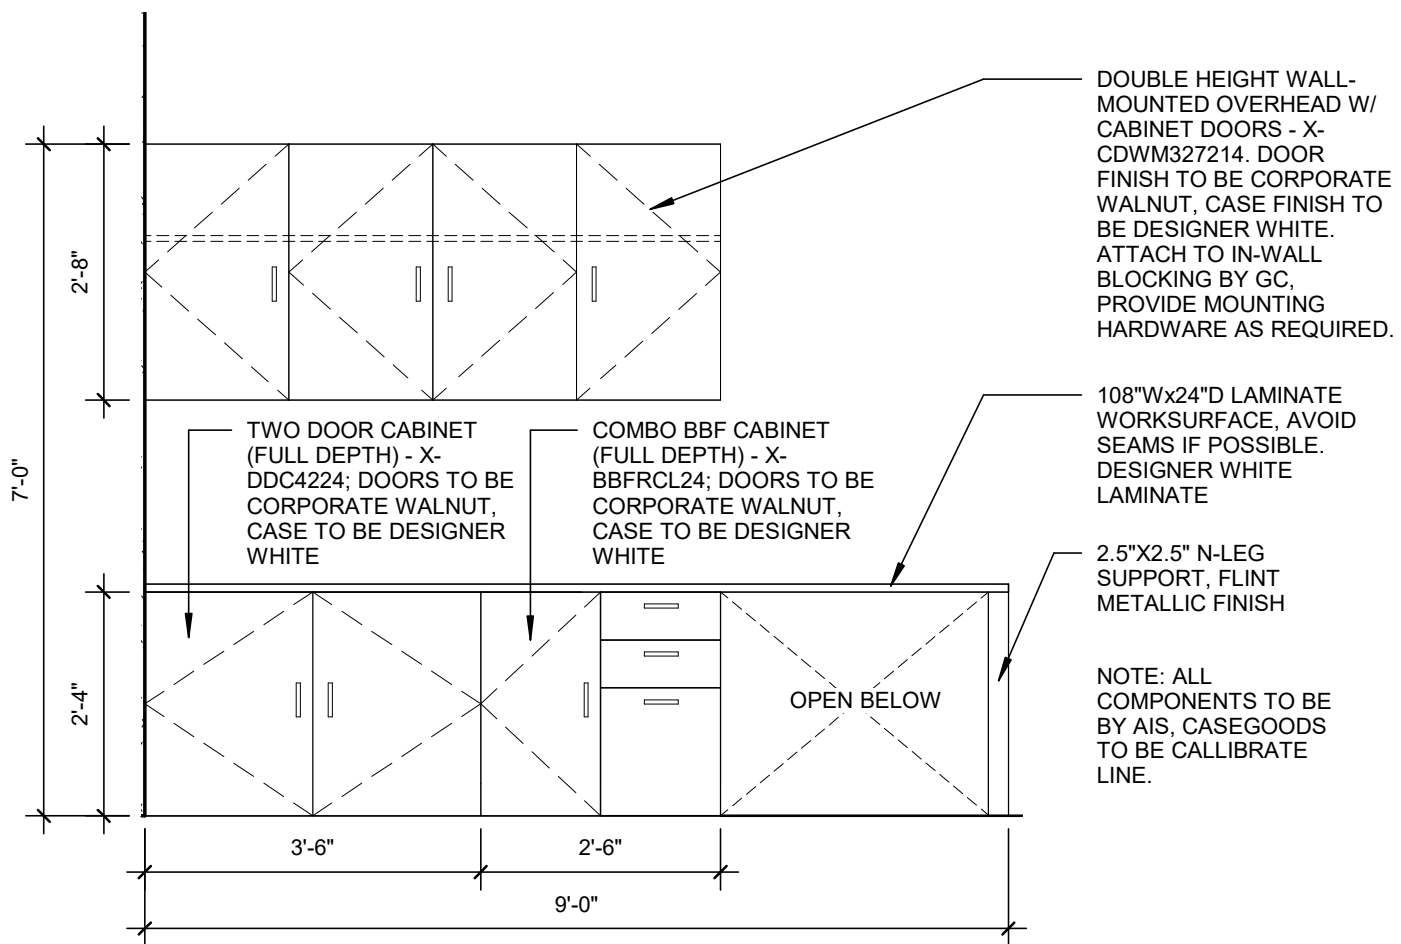 DOUBLE HEIGHT WALL-
MOUNTED OVERHEAD W/
CABINET DOORS - X-
CDWM327214. DOOR
FINISH TO BE CORPORATE
WALNUT, CASE FINISH TO
BE DESIGNER WHITE.
ATTACH TO IN-WALL
BLOCKING BY GC,
PROVIDE MOUNTING
HARDWARE AS REQUIRED.
2'-8"
7'-0"
TWO DOOR CABINET
(FULL DEPTH) - X-
DDC4224; DOORS TO BE
CORPORATE WALNUT,
CASE TO BE DESIGNER
WHITE
COMBO BBF CABINET
(FULL DEPTH) - X-
BBFRCL24; DOORS TO BE
CORPORATE WALNUT,
CASE TO BE DESIGNER
WHITE
108"Wx24"D LAMINATE
WORKSURFACE, AVOID
SEAMS IF POSSIBLE.
DESIGNER WHITE
LAMINATE
2.5"X2.5" N-LEG
SUPPORT, FLINT
METALLIC FINISH
2'-4"
OPEN BELOW
NOTE: ALL
COMPONENTS TO BE
BY AIS, CASEGOODS
TO BE CALLIBRATE
LINE.
3'-6"
2'-6"
9'-0"